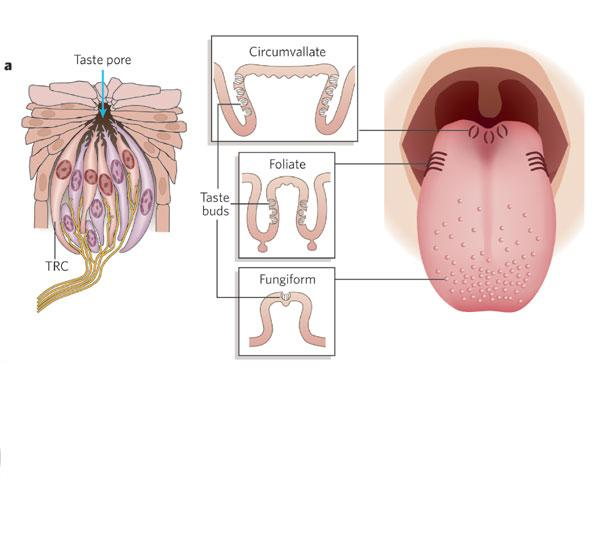 a
Taste pore
TRC
Circumvallate
Foliate
Taste
buds
Fungiform